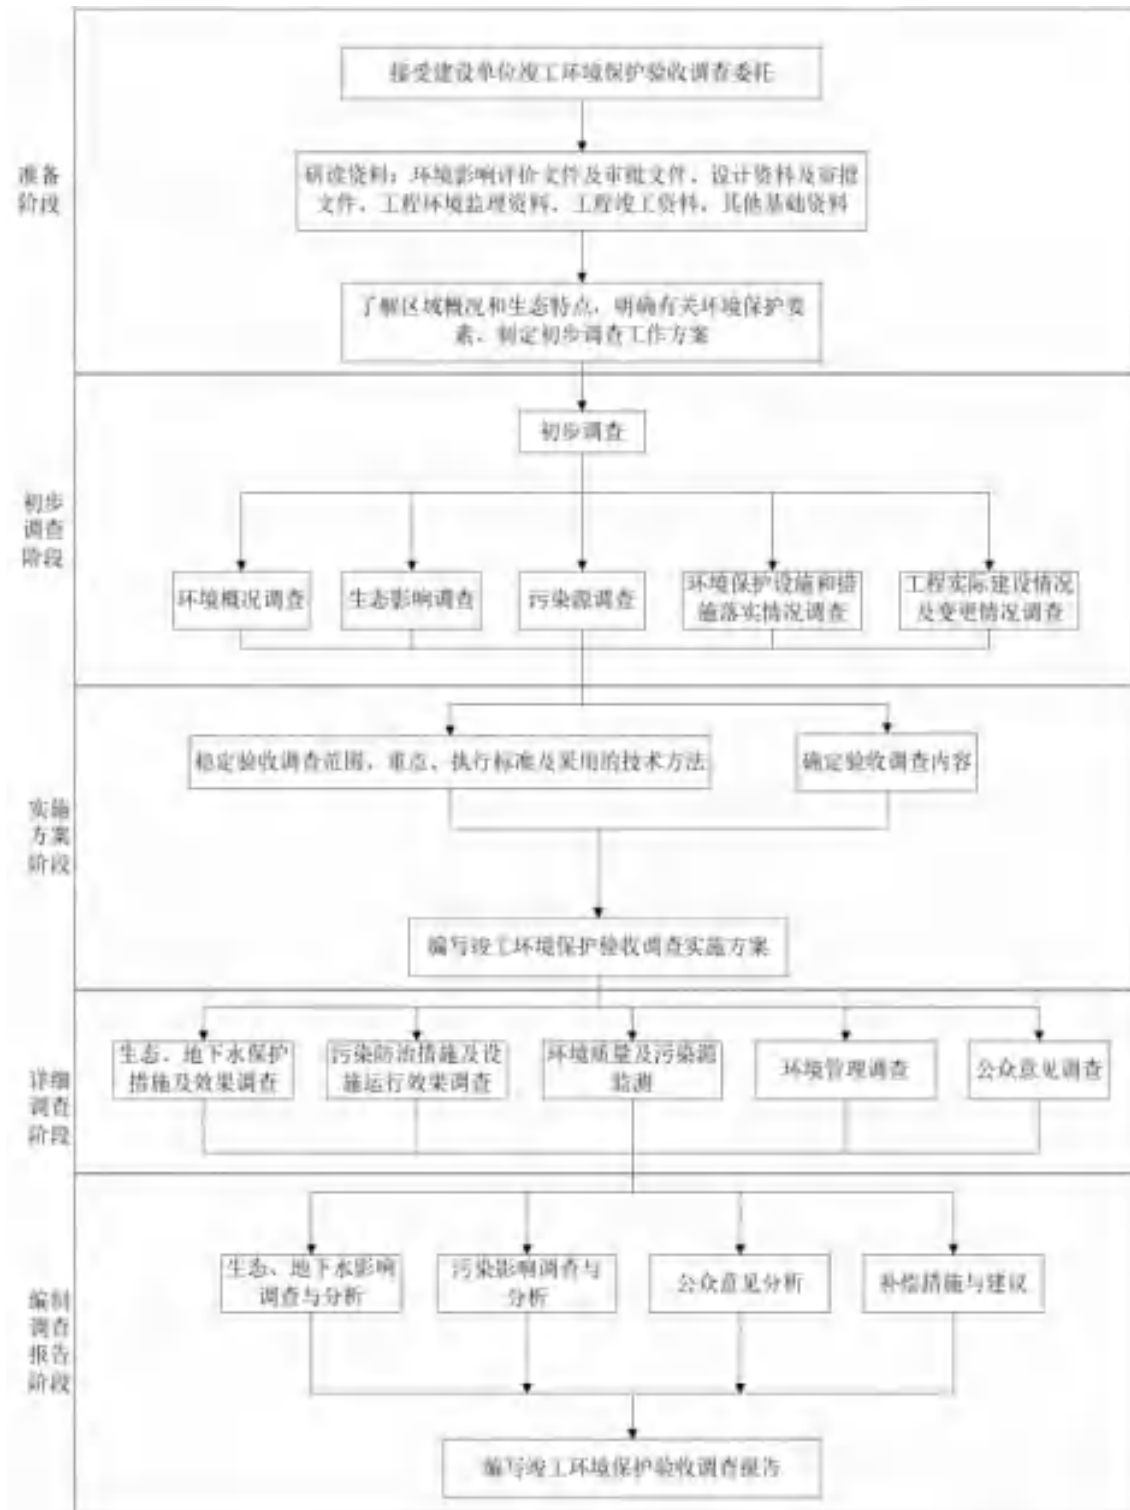 准备
阶段
接受建设单位竣工环境保护验收调查委托
研读资料：环境影响评价文件及审批文件、设计资料及审批
文件、工程环境监理资料、工程竣工资料，其他基础资料
了解区域概况和生态特点，明确有关环境保护要
素、制定初步调查工作方案
初步
调查
阶段
初步调查
环境概况调查
生态影响调查
污染源调查
环境保护设施和措
施落实情况调查
工程实际建设情况
及变更情况调查
实施
方案
阶段
稳定验收调查范围、重点、执行标准及采用的技术方法
确定验收调查内容
编写竣工环境保护验收调查实施方案
详细
调查
阶段
生态、地下水保护
措施及效果调查
污染防治措施及设
施运行效果调查
环境质量及污染源
监测
环境管理调查
公众意见调查
编制
调查
报告
阶段
生态、地下水影响
调查与分析
污染影响调查与
分析
公众意见分析
补偿措施与建议
编写竣工环境保护验收调查报告